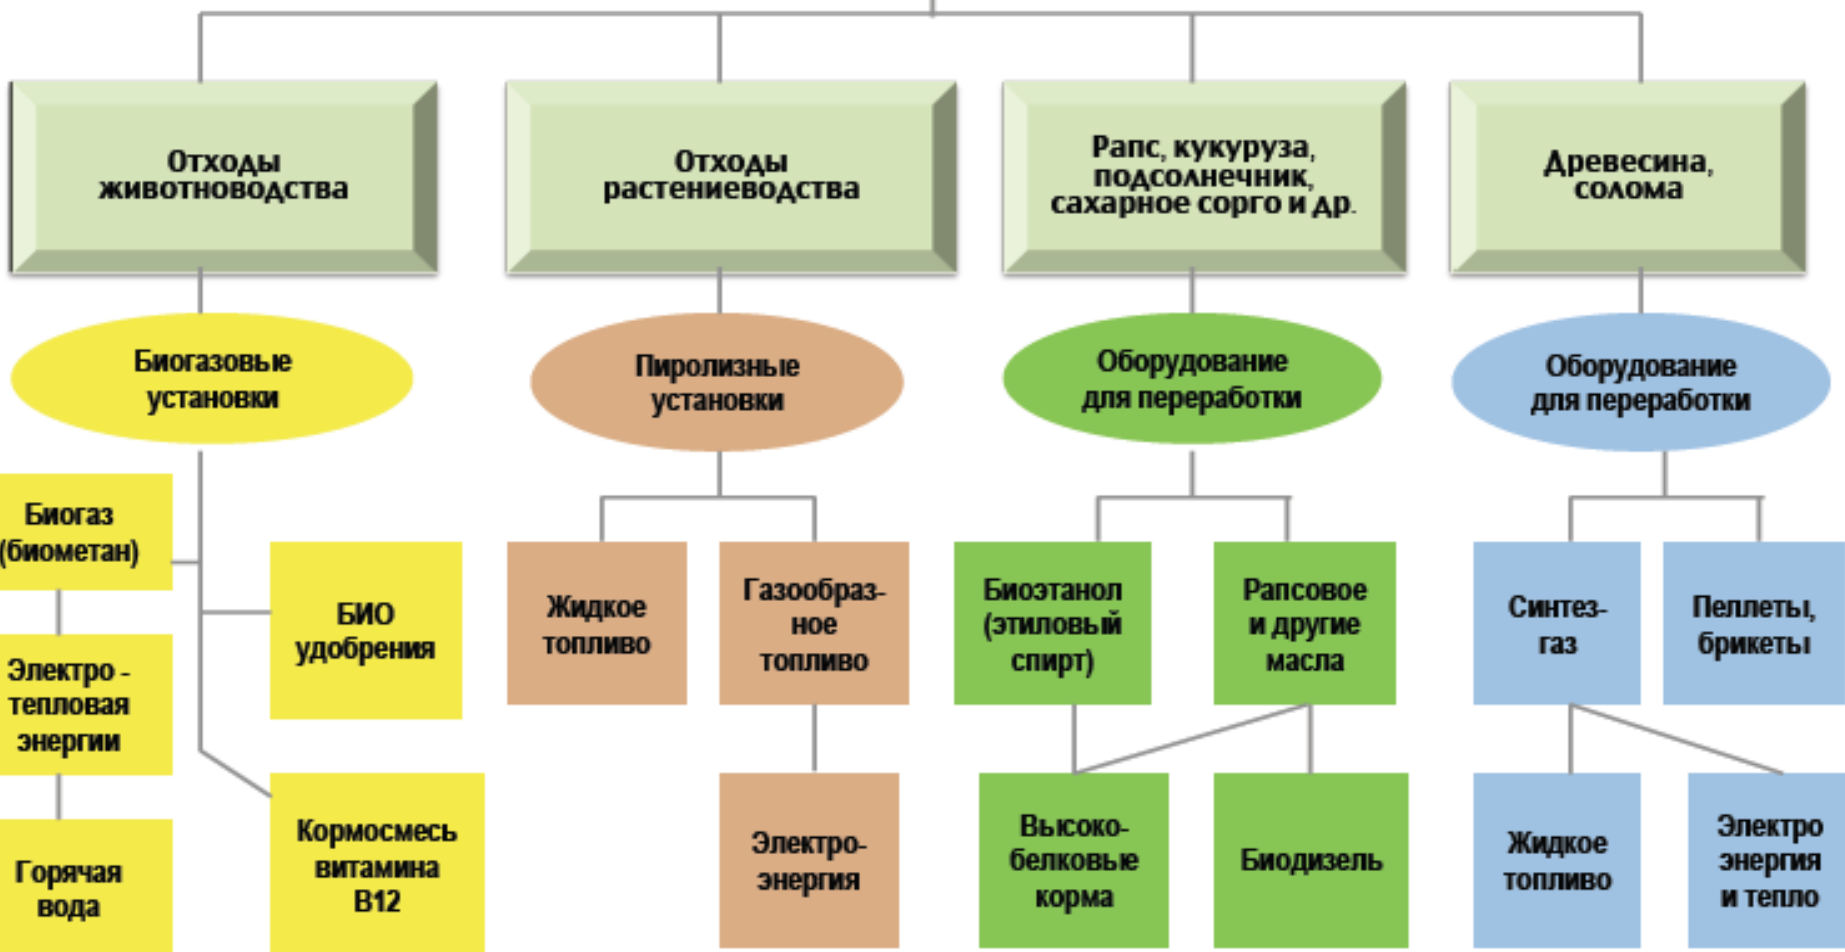 Отходы
животноводства
Отходы
растениеводства
Рапс, кукуруза,
подсолнечник,
сахарное сорго и др.
Древесина,
солома
Биогазовые
установки
Пиролизные
установки
Оборудование
для переработки
Оборудование
для переработки
Биогаз
(биометан)
БИО
удобрения
Жидкое
топливо
Газообраз-
ное
топливо
Биоэтанол
(этиловый
спирт)
Рапсовое
и другие
масла
Синтез-
газ
Пеллеты,
брикеты
Электро -
тепловая
энергии
Горячая
вода
Кормосмесь
витамина
В12
Электро-
энергия
Высоко-
белковые
корма
Биодизель
Жидкое
топливо
Электро
энергия
и тепло